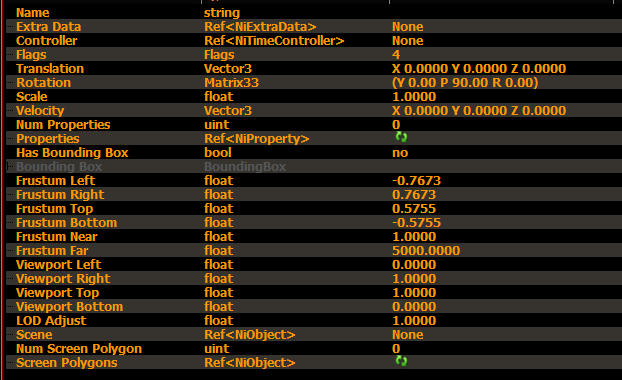 Name string
Extra Data Ref<NiExtraData> None
Controller Ref<NiTimeController> None
Flags Flags 4
Translation Vector3 X 0.0000 Y 0.0000 Z 0.0000
Rotation Matrix33 (Y 0.00 P 90.00 R 0.00)
Scale float 1.0000
Velocity Vector3 X 0.0000 Y 0.0000 Z 0.0000
Num Properties uint 0
Properties Ref<NiProperty>
Has Bounding Box bool no
Bounding Box BoundingBox
Frustum Left float -0.7673
Frustum Right float 0.7673
Frustum Top float 0.5755
Frustum Bottom float -0.5755
Frustum Near float 1.0000
Frustum Far float 5000.0000
Viewport Left float 0.0000
Viewport Right float 1.0000
Viewport Top float 1.0000
Viewport Bottom float 0.0000
LOD Adjust float 1.0000
Scene Ref<NiObject> None
Num Screen Polygon uint 0
Screen Polygons Ref<NiObject>